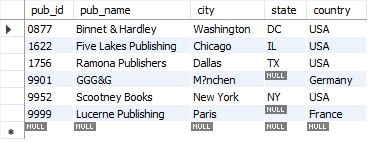 pub_id pub_name city state country
0877 Binnet & Hardley Washington DC USA
1622 Five Lakes Publishing Chicago IL USA
1756 Ramona Publishers Dallas TX USA
9901 GGG&G M?nchen NULL Germany
9952 Scootney Books New York NY USA
9999 Lucerne Publishing Paris NULL France
NULL NULL NULL NULL NULL